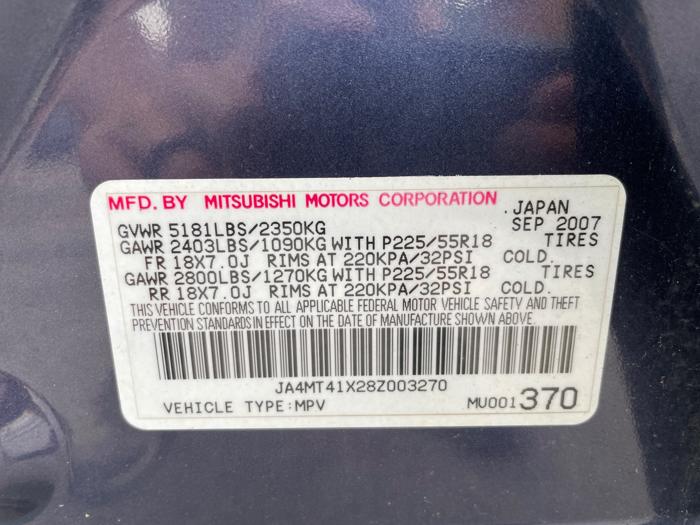 MFD. BY MITSUBISHI MOTORS CORPORATION JAPAN
GVWR 5181LBS/2350KG SEP 2007
GAWR 2403LBS/1090KG WITH P225/55R18 TIRES
FR 18X7.0J RIMS AT 220KPA/32PSI COLD.
GAWR 2800LBS/1270KG WITH P225/55R18 TIRES
RR 18X7.0J RIMS AT 220KPA/32PSI COLD.
THIS VEHICLE CONFORMS TO ALL APPLICABLE FEDERAL MOTOR VEHICLE SAFETY AND THEFT
PREVENTION STANDARDS IN EFFECT ON THE DATE OF MANUFACTURE SHOWN ABOVE.
JA4MT41X28Z003270
VEHICLE TYPE:MPV MU001370